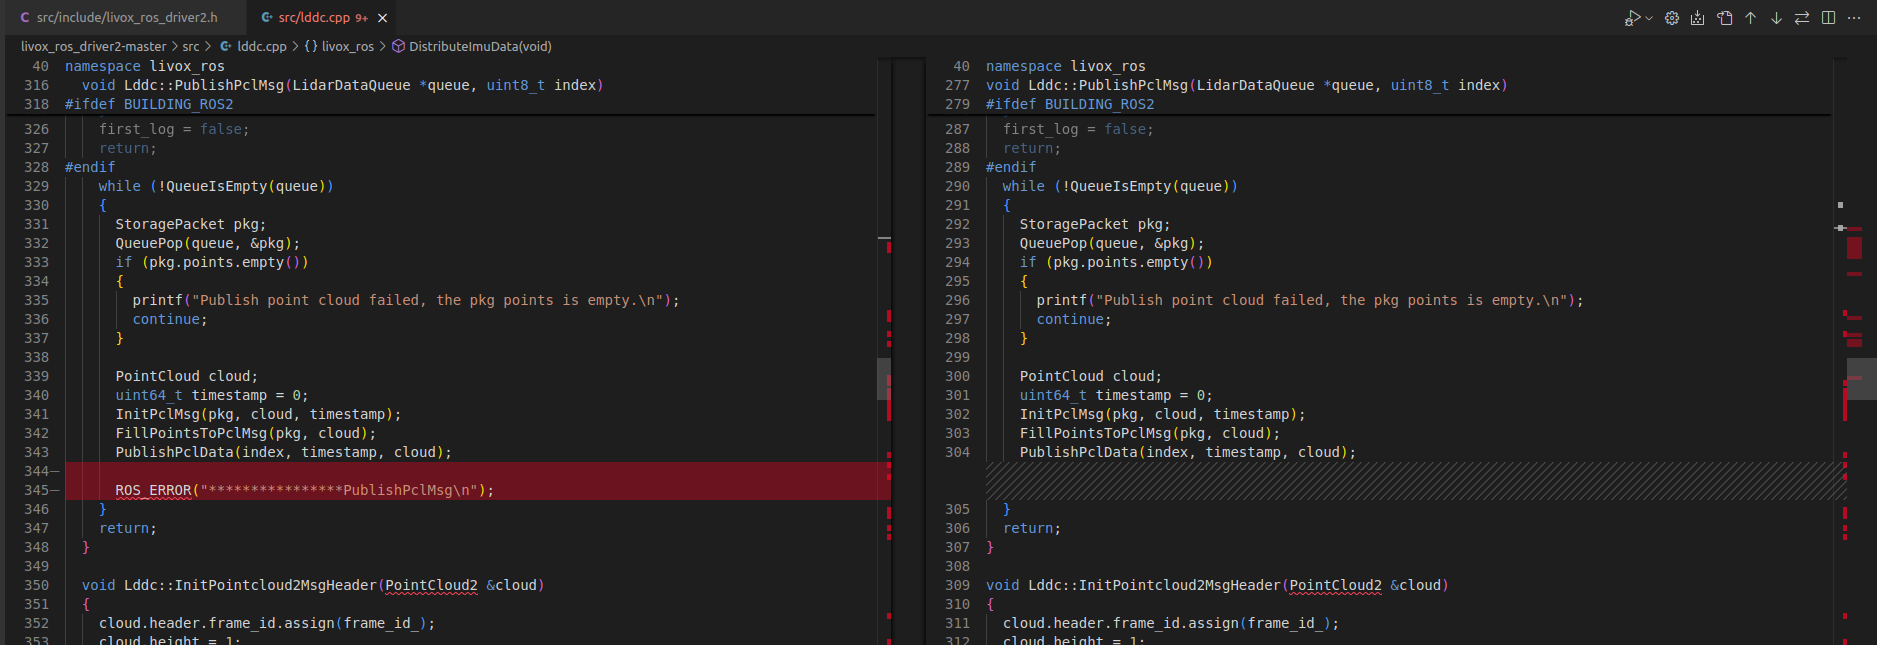 src/include/livox_ros_driver2.h
src/lddc.cpp 9+
livox_ros_driver2-master > src > lddc.cpp > {} livox_ros > DistributeImuData(void)
40 namespace livox_ros
316 void Lddc::PublishPclMsg(LidarDataQueue *queue, uint8_t index)
318 #ifdef BUILDING_ROS2
326 first_log = false;
327 return;
328 #endif
329 while (!QueueIsEmpty(queue))
330 {
331 StoragePacket pkg;
332 QueuePop(queue, &pkg);
333 if (pkg.points.empty())
334 {
335 printf("Publish point cloud failed, the pkg points is empty.\n");
336 continue;
337 }
338
339 PointCloud cloud;
340 uint64_t timestamp = 0;
341 InitPclMsg(pkg, cloud, timestamp);
342 FillPointsToPclMsg(pkg, cloud);
343 PublishPclData(index, timestamp, cloud);
344—
345— ROS_ERROR("****************PublishPclMsg\n");
346 }
347 return;
348 }
349
350 void Lddc::InitPointcloud2MsgHeader(PointCloud2 &cloud)
351 {
352 cloud.header.frame_id.assign(frame_id_);
353 cloud.height = 1;
40 namespace livox_ros
277 void Lddc::PublishPclMsg(LidarDataQueue *queue, uint8_t index)
279 #ifdef BUILDING_ROS2
287 first_log = false;
288 return;
289 #endif
290 while (!QueueIsEmpty(queue))
291 {
292 StoragePacket pkg;
293 QueuePop(queue, &pkg);
294 if (pkg.points.empty())
295 {
296 printf("Publish point cloud failed, the pkg points is empty.\n");
297 continue;
298 }
299
300 PointCloud cloud;
301 uint64_t timestamp = 0;
302 InitPclMsg(pkg, cloud, timestamp);
303 FillPointsToPclMsg(pkg, cloud);
304 PublishPclData(index, timestamp, cloud);
305 }
306 return;
307 }
308
309 void Lddc::InitPointcloud2MsgHeader(PointCloud2 &cloud)
310 {
311 cloud.header.frame_id.assign(frame_id_);
312 cloud.height = 1;